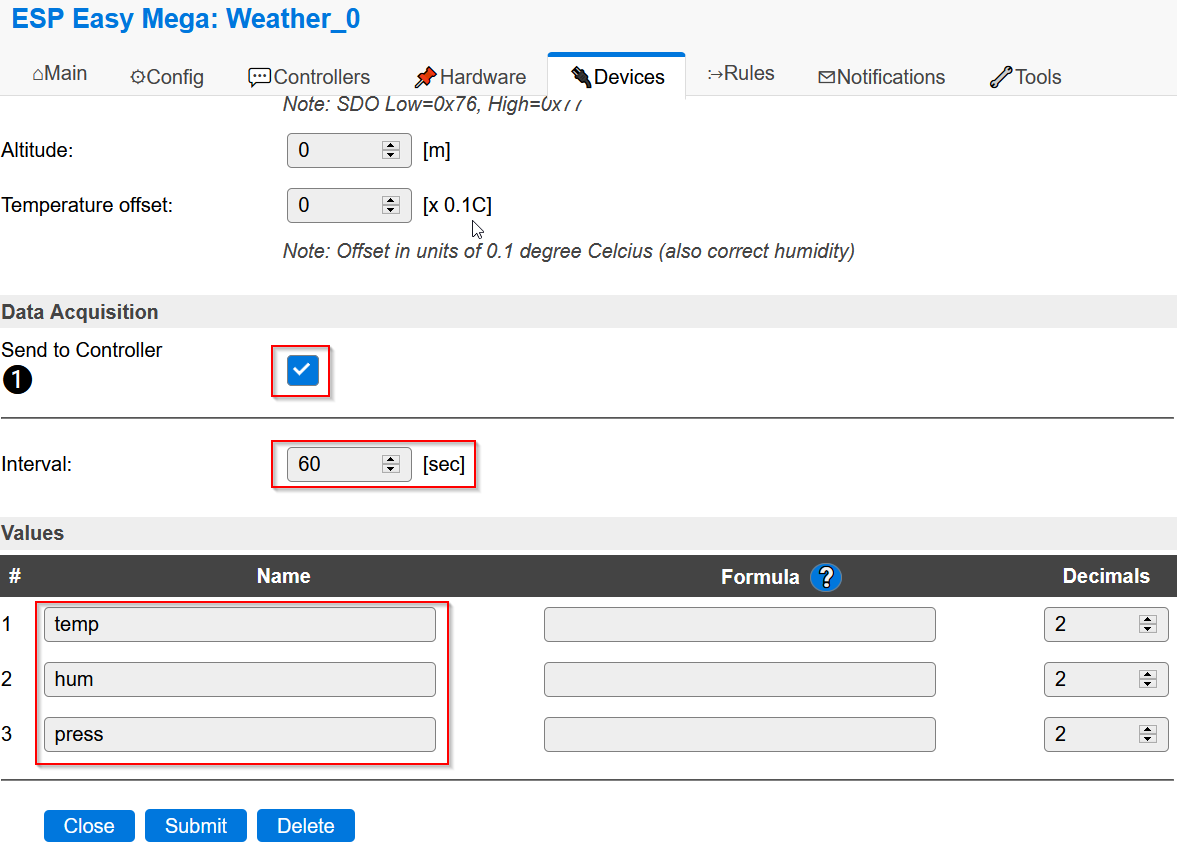 ESP Easy Mega: Weather_0
Main Config Controllers Hardware Devices Rules Notifications Tools
Note: SDO Low=0x76, High=0x77
Altitude: 0 [m]
Temperature offset: 0 [x 0.1C]
Note: Offset in units of 0.1 degree Celcius (also correct humidity)
Data Acquisition
Send to Controller
1
Interval: 60 [sec]
Values
# Name Formula ? Decimals
1 temp 2
2 hum 2
3 press 2
Close Submit Delete